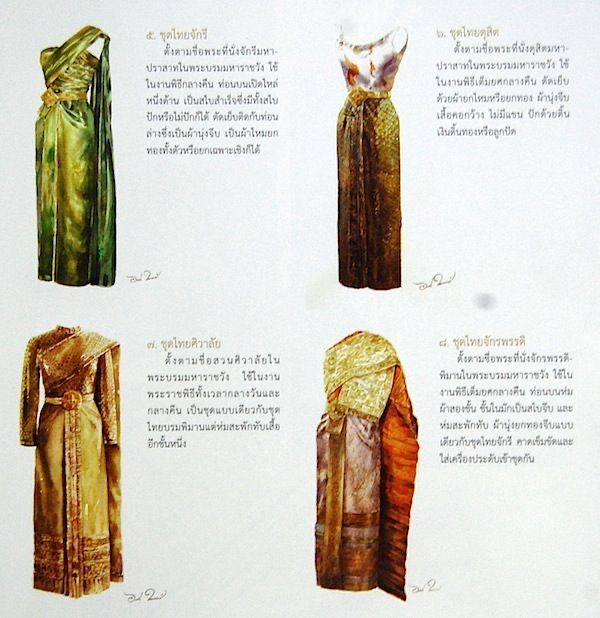 ๕. ชุดไทยจักรี
ตั้งตามชื่อพระที่นั่งจักรีมหา-
ปราสาทในพระบรมมหาราชวัง ใช้
ในงานพิธีกลางคืน ท่อนบนเปิดไหล่
หนึ่งด้าน เป็นสไบสำเร็จซึ่งมีทั้งสไบ
ปักหรือไม่ปักก็ได้ ตัดเย็บติดกับท่อน
ล่างซึ่งเป็นผ้านุ่งจีบ เป็นผ้าไหมยก
ทองทั้งตัวหรือยกเฉพาะเชิงก็ได้
๖. ชุดไทยดุสิต
ตั้งตามชื่อพระที่นั่งดุสิตมหา-
ปราสาทในพระบรมมหาราชวัง ใช้
ในงานพิธีเต็มยศกลางคืน ตัดเย็บ
ด้วยผ้ายกไหมหรือยกทอง ผ้านุ่งจีบ
เสื้อคอกว้าง ไม่มีแขน ปักด้วยดิ้น
เงินดิ้นทองหรือลูกปัด
๗. ชุดไทยศิวาลัย
ตั้งตามชื่อสวนศิวาลัยใน
พระบรมมหาราชวัง ใช้ในงาน
พระราชพิธีทั้งเวลากลางวันและ
กลางคืน เป็นชุดแบบเดียวกับชุด
ไทยบรมพิมานแต่ห่มสะพักทับเสื้อ
อีกชั้นหนึ่ง
๘. ชุดไทยจักรพรรดิ
ตั้งตามชื่อพระที่นั่งจักรพรรดิ-
พิมานในพระบรมมหาราชวัง ใช้ใน
งานพิธีเต็มยศกลางคืน ท่อนบนห่ม
ผ้าสองชั้น ชั้นในมักเป็นสไบจีบ และ
ห่มสะพักทับ ผ้านุ่งยกทองจีบแบบ
เดียวกับชุดไทยจักรี คาดเข็มขัดและ
ใส่เครื่องประดับเข้าชุดกัน